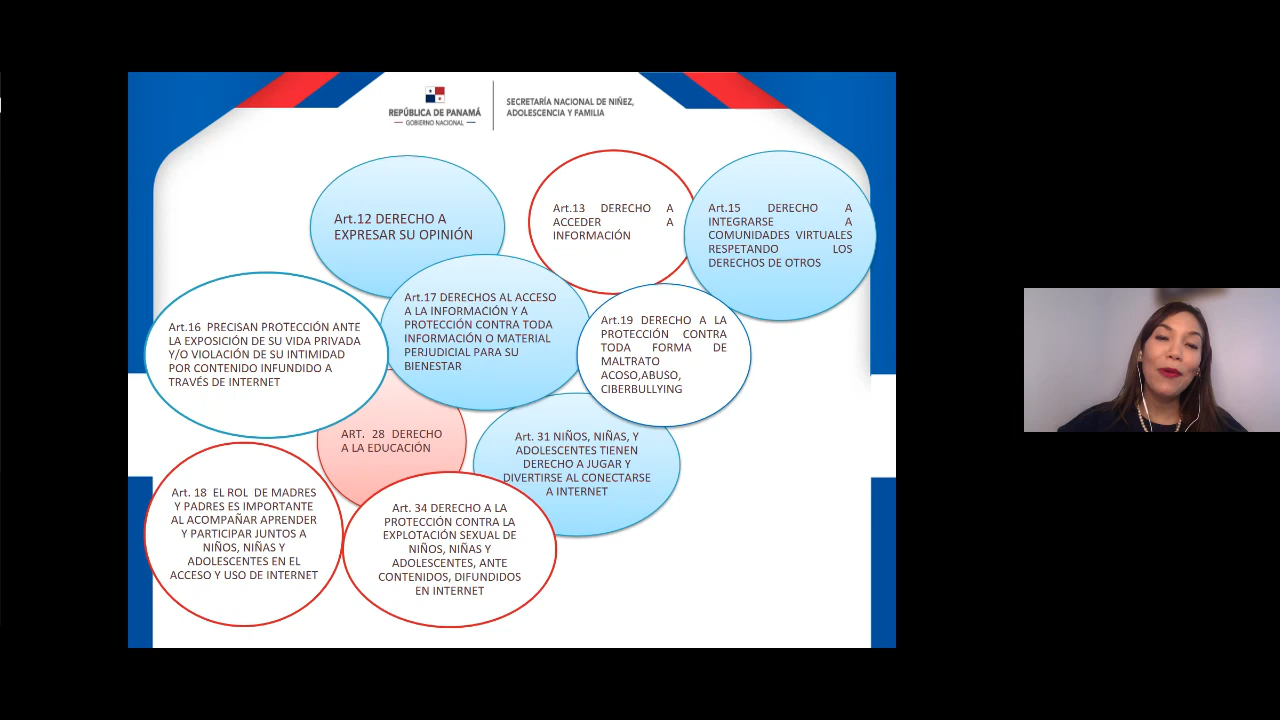 REPÚBLICA DE PANAMÁ
— GOBIERNO NACIONAL —
SECRETARÍA NACIONAL DE NIÑEZ,
ADOLESCENCIA Y FAMILIA
Art.12 DERECHO A
EXPRESAR SU OPINIÓN
Art.13 DERECHO A
ACCEDER A
INFORMACIÓN
Art.15 DERECHO A
INTEGRARSE A
COMUNIDADES VIRTUALES
RESPETANDO LOS
DERECHOS DE OTROS
Art.16 PRECISAN PROTECCIÓN ANTE
LA EXPOSICIÓN DE SU VIDA PRIVADA
Y/O VIOLACIÓN DE SU INTIMIDAD
POR CONTENIDO INFUNDIDO A
TRAVÉS DE INTERNET
Art.17 DERECHOS AL ACCESO
A LA INFORMACIÓN Y A
PROTECCIÓN CONTRA TODA
INFORMACIÓN O MATERIAL
PERJUDICIAL PARA SU
BIENESTAR
Art.19 DERECHO A LA
PROTECCIÓN CONTRA
TODA FORMA DE
MALTRATO
ACOSO,ABUSO,
CIBERBULLYING
ART. 28 DERECHO
A LA EDUCACIÓN
Art. 31 NIÑOS, NIÑAS, Y
ADOLESCENTES TIENEN
DERECHO A JUGAR Y
DIVERTIRSE AL CONECTARSE
A INTERNET
Art. 18 EL ROL DE MADRES
Y PADRES ES IMPORTANTE
AL ACOMPAÑAR APRENDER
Y PARTICIPAR JUNTOS A
NIÑOS, NIÑAS Y
ADOLESCENTES EN EL
ACCESO Y USO DE INTERNET
Art. 34 DERECHO A LA
PROTECCIÓN CONTRA LA
EXPLOTACIÓN SEXUAL DE
NIÑOS, NIÑAS Y
ADOLESCENTES, ANTE
CONTENIDOS, DIFUNDIDOS
EN INTERNET